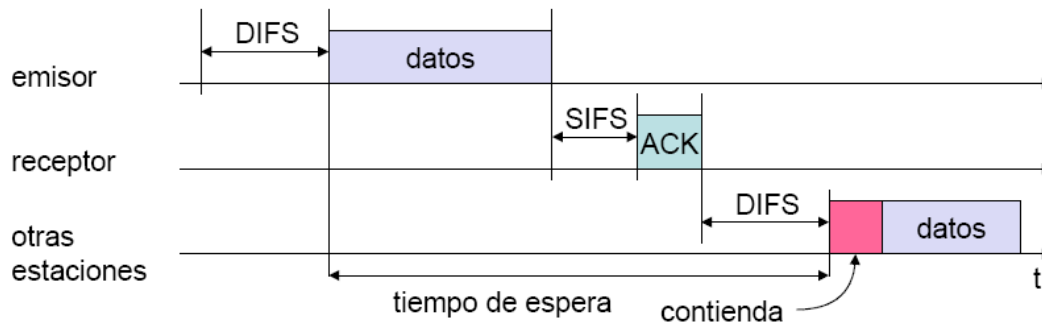 DIFS
datos
emisor
SIFS
ACK
receptor
DIFS
datos
otras
estaciones
t
tiempo de espera
contienda